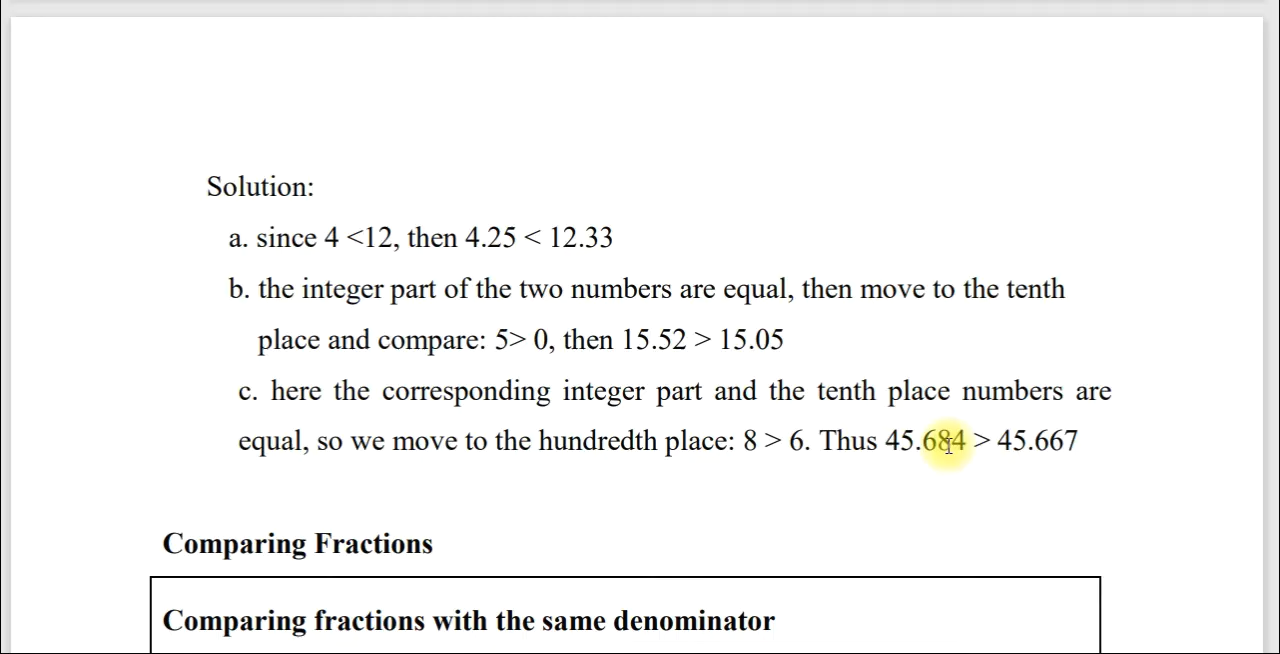 Solution:
a. since 4 <12, then 4.25 < 12.33
b. the integer part of the two numbers are equal, then move to the tenth
place and compare: 5> 0, then 15.52 > 15.05
c. here the corresponding integer part and the tenth place numbers are
equal, so we move to the hundredth place: 8 > 6. Thus 45.684 > 45.667
Comparing Fractions
Comparing fractions with the same denominator